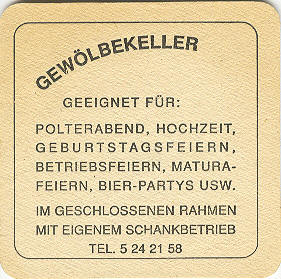 GEWÖLBEKELLER
GEEIGNET FÜR:
POLTERABEND, HOCHZEIT,
GEBURTSTAGSFEIERN,
BETRIEBSFEIERN, MATURA-
FEIERN, BIER-PARTYS USW.
IM GESCHLOSSENEN RAHMEN
MIT EIGENEM SCHANKBETRIEB
TEL. 5 24 21 58